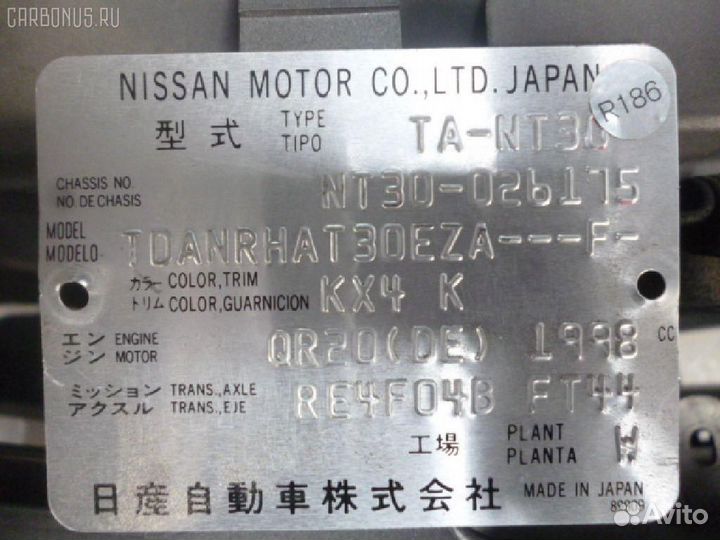 CARBONUS.RU
NISSAN MOTOR CO.,LTD. JAPAN
R186
型式 TYPE TIPO TA-NT30
CHASSIS NO. NO. DE CHASIS NT30-026175
MODEL MODELO TDANRHAT30EZA---F-
カラー トリム COLOR,TRIM COLOR,GUARNICION KX4 K
エンジン ENGINE MOTOR QR20(DE) 1998 CC
ミッション アクスル TRANS.,AXLE TRANS.,EJE RE4F04B FT44
工場 PLANT PLANTA W
日産自動車株式会社 MADE IN JAPAN
Avito